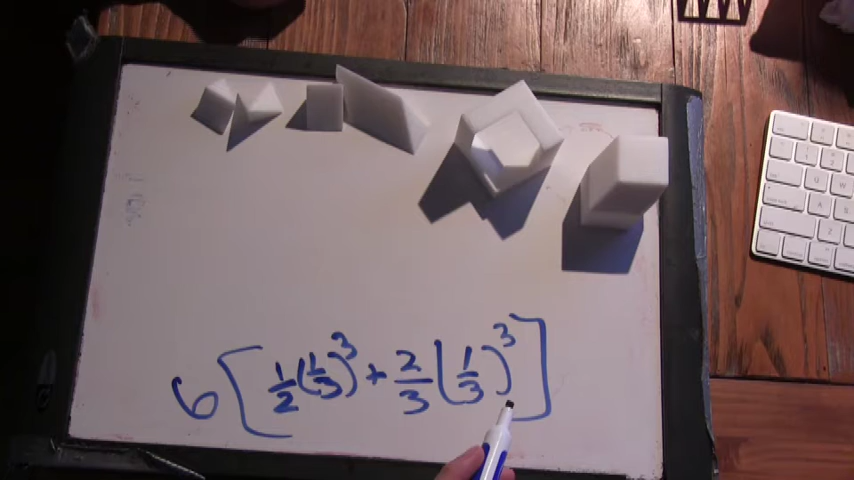 6 [ 1/2 (1/3)^3 + 2/3 (1/3)^3 ]